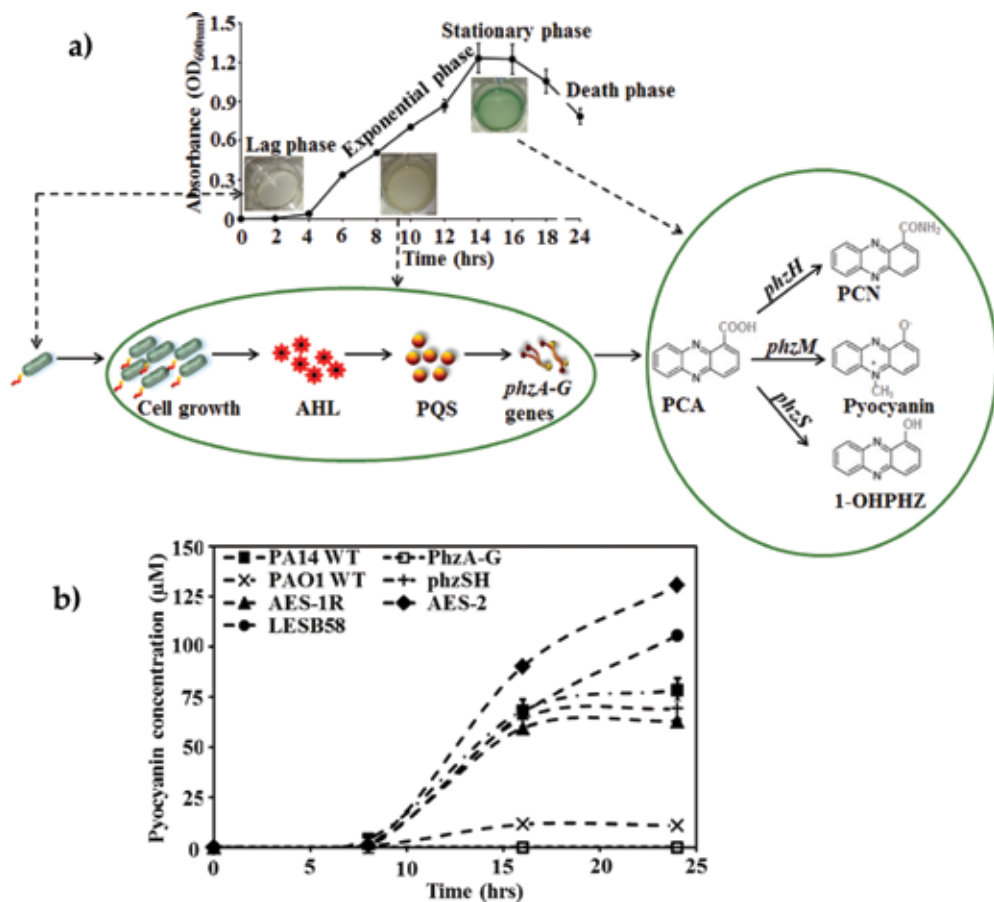 a)
Absorbance (OD600nm)
1.5
1.2
0.9
0.6
0.3
0
Lag phase
Exponential phase
Stationary phase
Death phase
0 2 4 6 8 10 12 14 16 18 24
Time (hrs)
Cell growth
AHL
PQS
phzA-G
genes
COOH
N
N
PCA
phzH
phzM
phzS
CONH2
N
N
PCN
O-
N
N+
CH3
Pyocyanin
OH
N
N
1-OHPHZ
b)
Pyocyanin concentration (µM)
150
125
100
75
50
25
0
PA14 WT
PhzA-G
PAO1 WT
phzSH
AES-1R
AES-2
LESB58
0 5 10 15 20 25
Time (hrs)